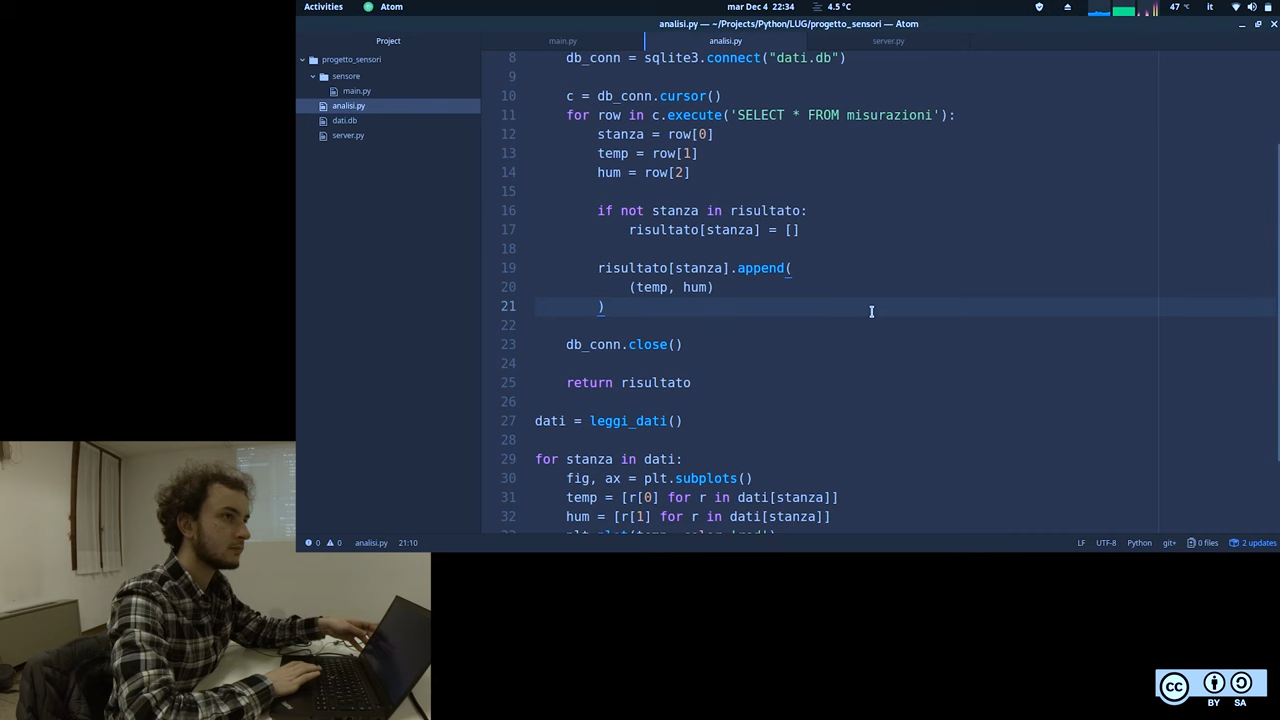 Activities Atom mar Dec 4 22:34 4.5 °C 47 °C it
analisi.py — ~/Projects/Python/LUG/progetto_sensori — Atom
Project main.py analisi.py server.py
progetto_sensori
sensore
main.py
analisi.py
dati.db
server.py
8 db_conn = sqlite3.connect("dati.db")
9
10 c = db_conn.cursor()
11 for row in c.execute('SELECT * FROM misurazioni'):
12 stanza = row[0]
13 temp = row[1]
14 hum = row[2]
15
16 if not stanza in risultato:
17 risultato[stanza] = []
18
19 risultato[stanza].append(
20 (temp, hum)
21 )
22
23 db_conn.close()
24
25 return risultato
26
27 dati = leggi_dati()
28
29 for stanza in dati:
30 fig, ax = plt.subplots()
31 temp = [r[0] for r in dati[stanza]]
32 hum = [r[1] for r in dati[stanza]]
0 0 analisi.py 21:10 LF UTF-8 Python git+ 0 files 2 updates
cc BY SA